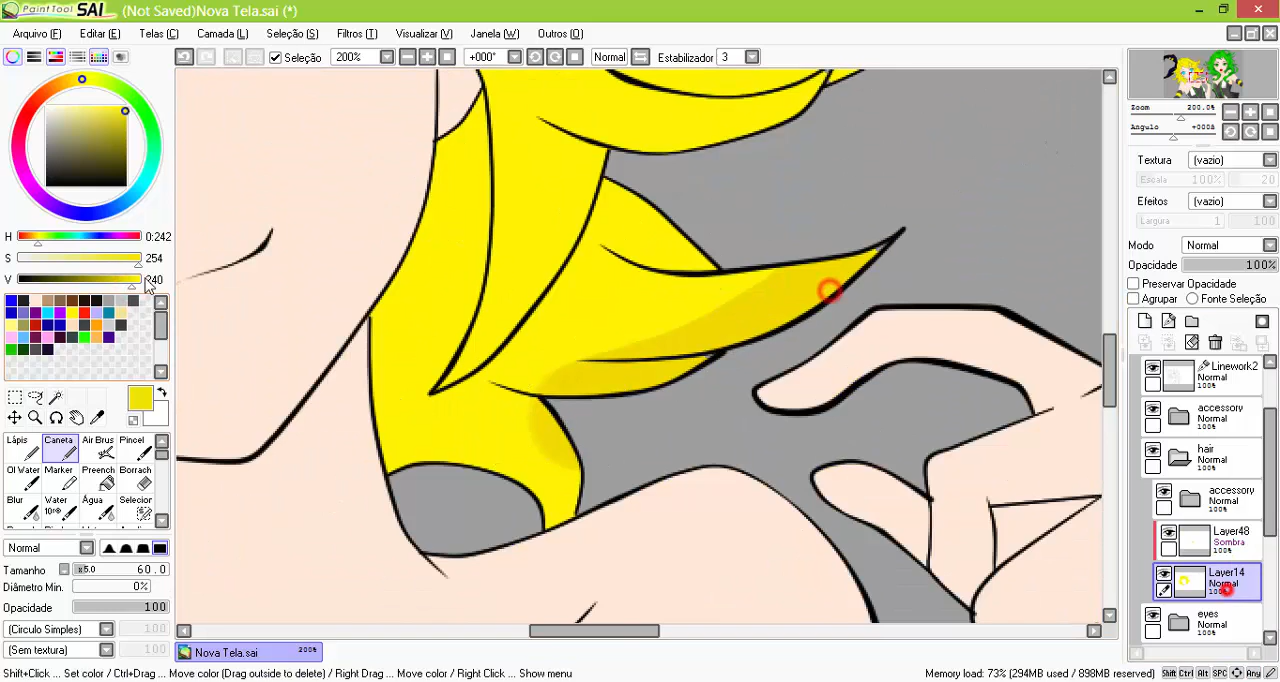 PaintTool SAI (Not Saved)Nova Tela.sai (*)
Arquivo (F) Editar (E) Telas (C) Camada (L) Seleção (S) Filtros (T) Visualizar (V) Janela (W) Outros (O)
Seleção 200% +000° Normal Estabilizador 3
Zoom 200.0%
Angulo +000å
Textura (vazio)
Escala 100% 20
Efeitos (vazio)
Largura 1 100
Modo Normal
Opacidade 100%
Preservar Opacidade
Agrupar Fonte Seleção
H 0:242
S 254
V 240
Lápis Caneta Air Brus Pincel
Ol Water Marker Preench Borrach
Blur Water Água Selecior
Normal
Tamanho x5.0 60.0
Diâmetro Min. 0%
Opacidade 100
(Circulo Simples) 100
(Sem textura) 100
Linework2
Normal
100%
accessory
Normal
100%
hair
Normal
100%
accessory
Normal
100%
Layer48
Sombra
100%
Layer14
Normal
100%
eyes
Normal
100%
Nova Tela.sai 200%
Shift+Click ... Set color / Ctrl+Drag ... Move color (Drag outside to delete) / Right Drag ... Move color / Right Click ... Show menu
Memory load: 73% (294MB used / 898MB reserved)
Shift Ctrl Alt SPC Any